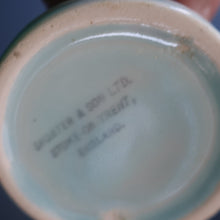 SHORTER & SON LTD.
STOKE-ON-TRENT,
ENGLAND.